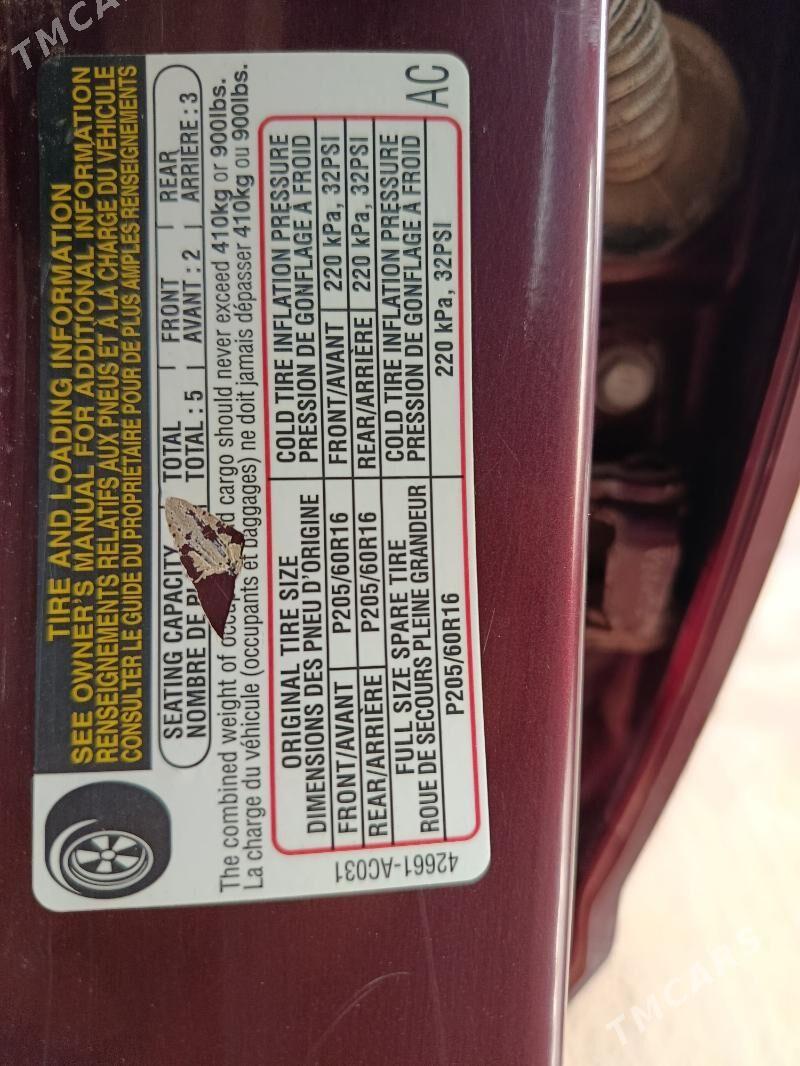 TIRE AND LOADING INFORMATION
SEE OWNER'S MANUAL FOR ADDITIONAL INFORMATION
RENSEIGNEMENTS RELATIFS AUX PNEUS ET À LA CHARGE DU VÉHICULE
CONSULTER LE GUIDE DU PROPRIÉTAIRE POUR DE PLUS AMPLES RENSEIGNEMENTS
SEATING CAPACITY TOTAL FRONT REAR
NOMBRE DE TOTAL : 5 AVANT : 2 ARRIÈRE : 3
The combined weight of cargo should never exceed 410kg or 900lbs.
La charge du véhicule (occupants et bagages) ne doit jamais dépasser 410kg ou 900lbs.
ORIGINAL TIRE SIZE COLD TIRE INFLATION PRESSURE
DIMENSIONS DES PNEU D'ORIGINE PRESSION DE GONFLAGE À FROID
FRONT/AVANT P205/60R16 FRONT/AVANT 220 kPa, 32PSI
REAR/ARRIÈRE P205/60R16 REAR/ARRIÈRE 220 kPa, 32PSI
FULL SIZE SPARE TIRE COLD TIRE INFLATION PRESSURE
ROUE DE SECOURS PLEINE GRANDEUR PRESSION DE GONFLAGE À FROID
P205/60R16 220 kPa, 32PSI
42661-AC031
AC
TMCARS
TMCARS